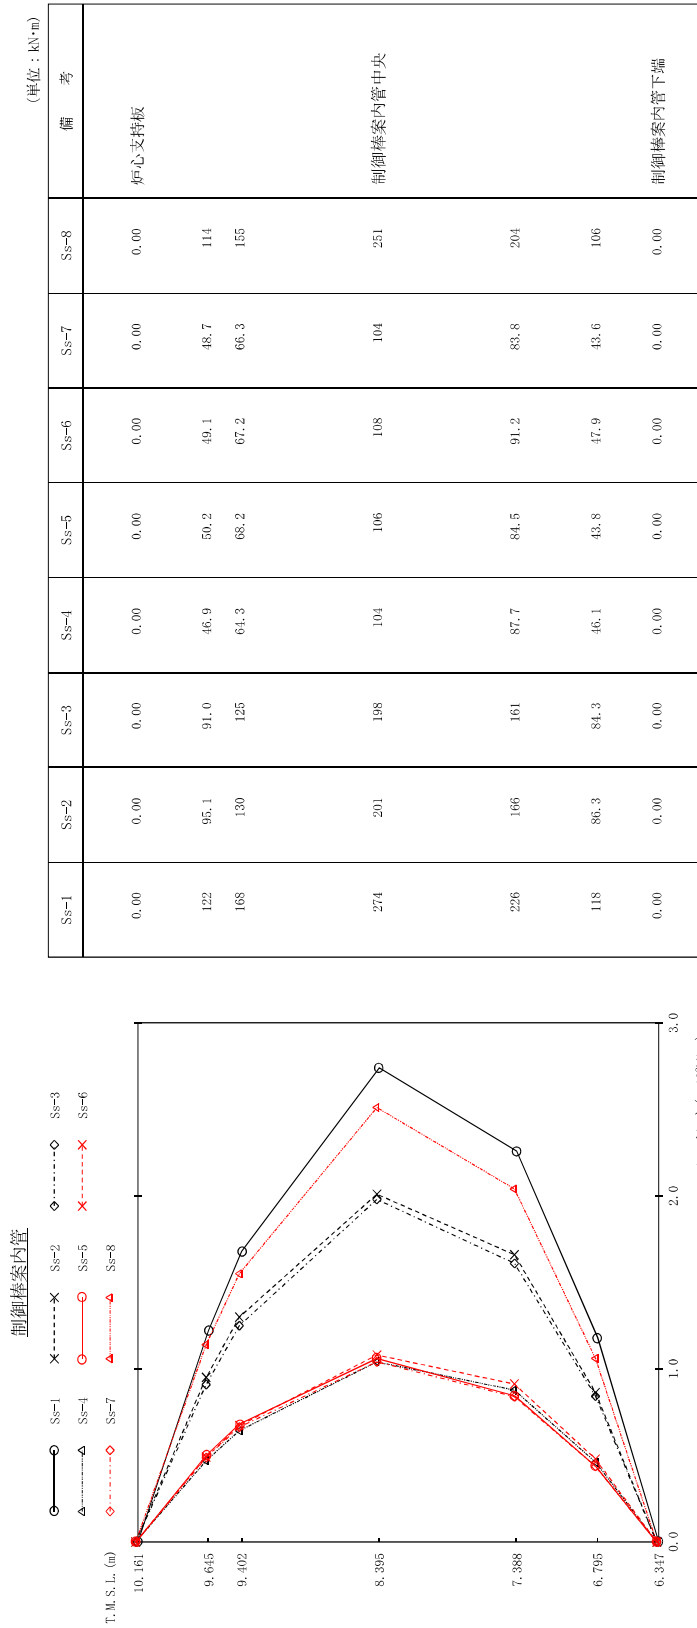 制御棒案内管
Ss-1 Ss-2 Ss-3
Ss-4 Ss-5 Ss-6
Ss-7 Ss-8
T.M.S.L.(m)
10.161
9.645
9.402
8.395
7.388
6.795
6.347
0.0 1.0 2.0 3.0
(単位：kN・m)
Ss-1 Ss-2 Ss-3 Ss-4 Ss-5 Ss-6 Ss-7 Ss-8 備 考
0.00 0.00 0.00 0.00 0.00 0.00 0.00 0.00 炉心支持板
122 95.1 91.0 46.9 50.2 49.1 48.7 114
168 130 125 64.3 68.2 67.2 66.3 155
274 201 198 104 106 108 104 251 制御棒案内管中央
226 166 161 87.7 84.5 91.2 83.8 204
118 86.3 84.3 46.1 43.8 47.9 43.6 106
0.00 0.00 0.00 0.00 0.00 0.00 0.00 0.00 制御棒案内管下端